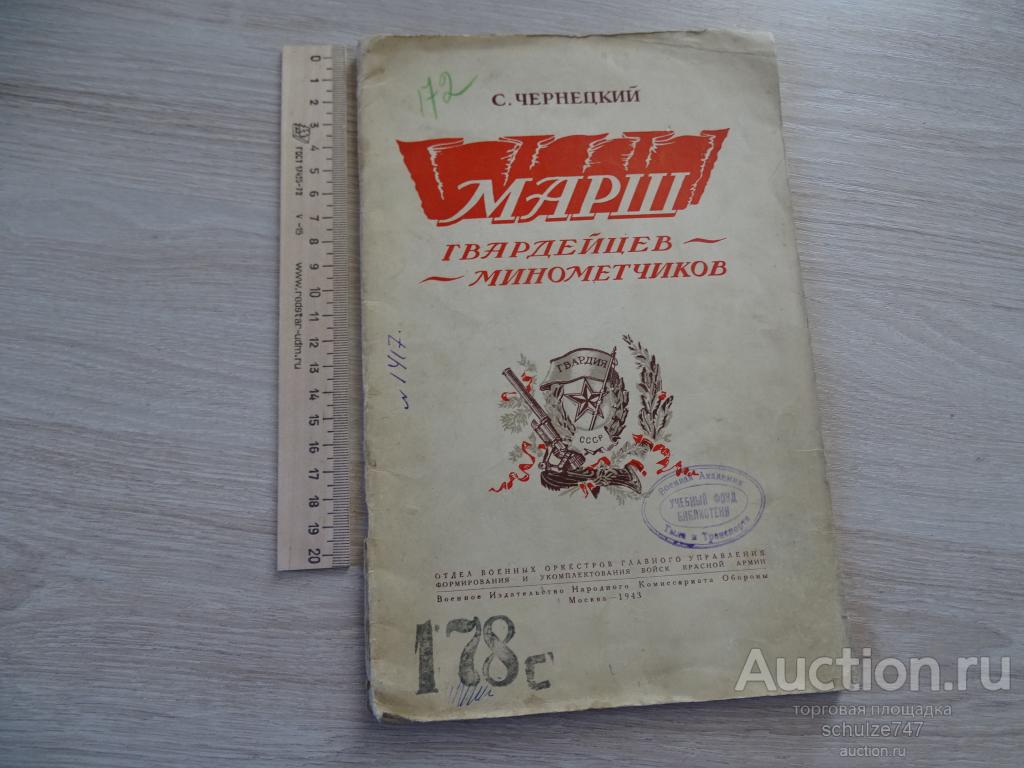 172
С. ЧЕРНЕЦКИЙ
МАРШ
ГВАРДЕЙЦЕВ
МИНОМЕТЧИКОВ
№ 1417.
ГВАРДИЯ
СССР
Военная Академия
УЧЕБНЫЙ ФОНД
БИБЛИОТЕКИ
Тыла и Транспорта
ОТДЕЛ ВОЕННЫХ ОРКЕСТРОВ ГЛАВНОГО УПРАВЛЕНИЯ
ФОРМИРОВАНИЯ И УКОМПЛЕКТОВАНИЯ ВОЙСК КРАСНОЙ АРМИИ
Военное Издательство Народного Комиссариата Обороны
Москва—1943
178с
0 1 2 3 4 5 6 7 8 9 10 11 12 13 14 15 16 17 18 19 20
www.rodstar-udm.ru
Auction.ru
торговая площадка
schulze747
auction.ru